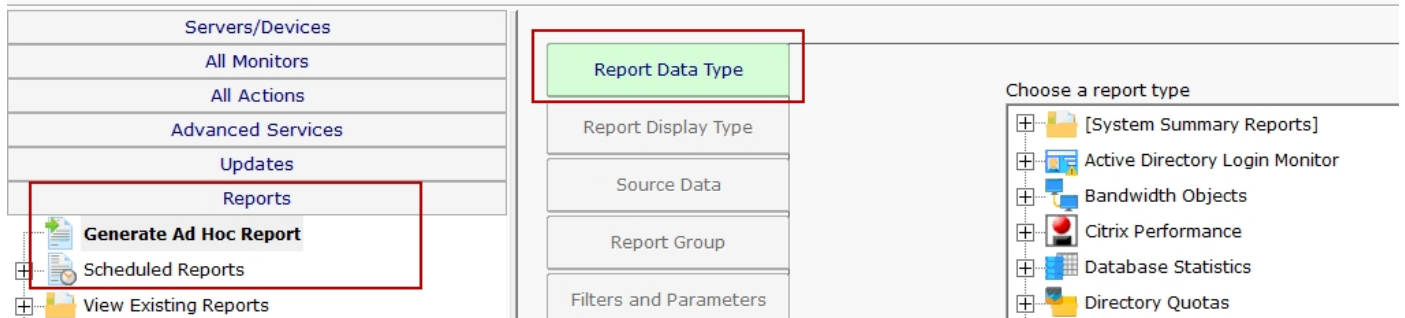 Servers/Devices
All Monitors
All Actions
Advanced Services
Updates
Reports
Generate Ad Hoc Report
Scheduled Reports
View Existing Reports
Report Data Type
Report Display Type
Source Data
Report Group
Filters and Parameters
Choose a report type
[System Summary Reports]
Active Directory Login Monitor
Bandwidth Objects
Citrix Performance
Database Statistics
Directory Quotas